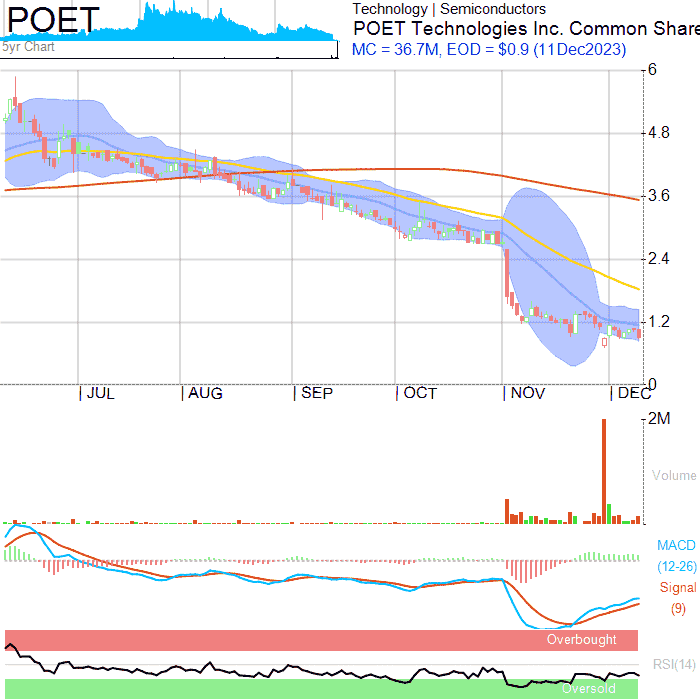 POET
5yr Chart
Technology | Semiconductors
POET Technologies Inc. Common Share
MC = 36.7M, EOD = $0.9 (11Dec2023)
6
4.8
3.6
2.4
1.2
0
JUL AUG SEP OCT NOV DEC
2M
Volume
MACD
(12-26)
Signal
(9)
Overbought
RSI(14)
Oversold